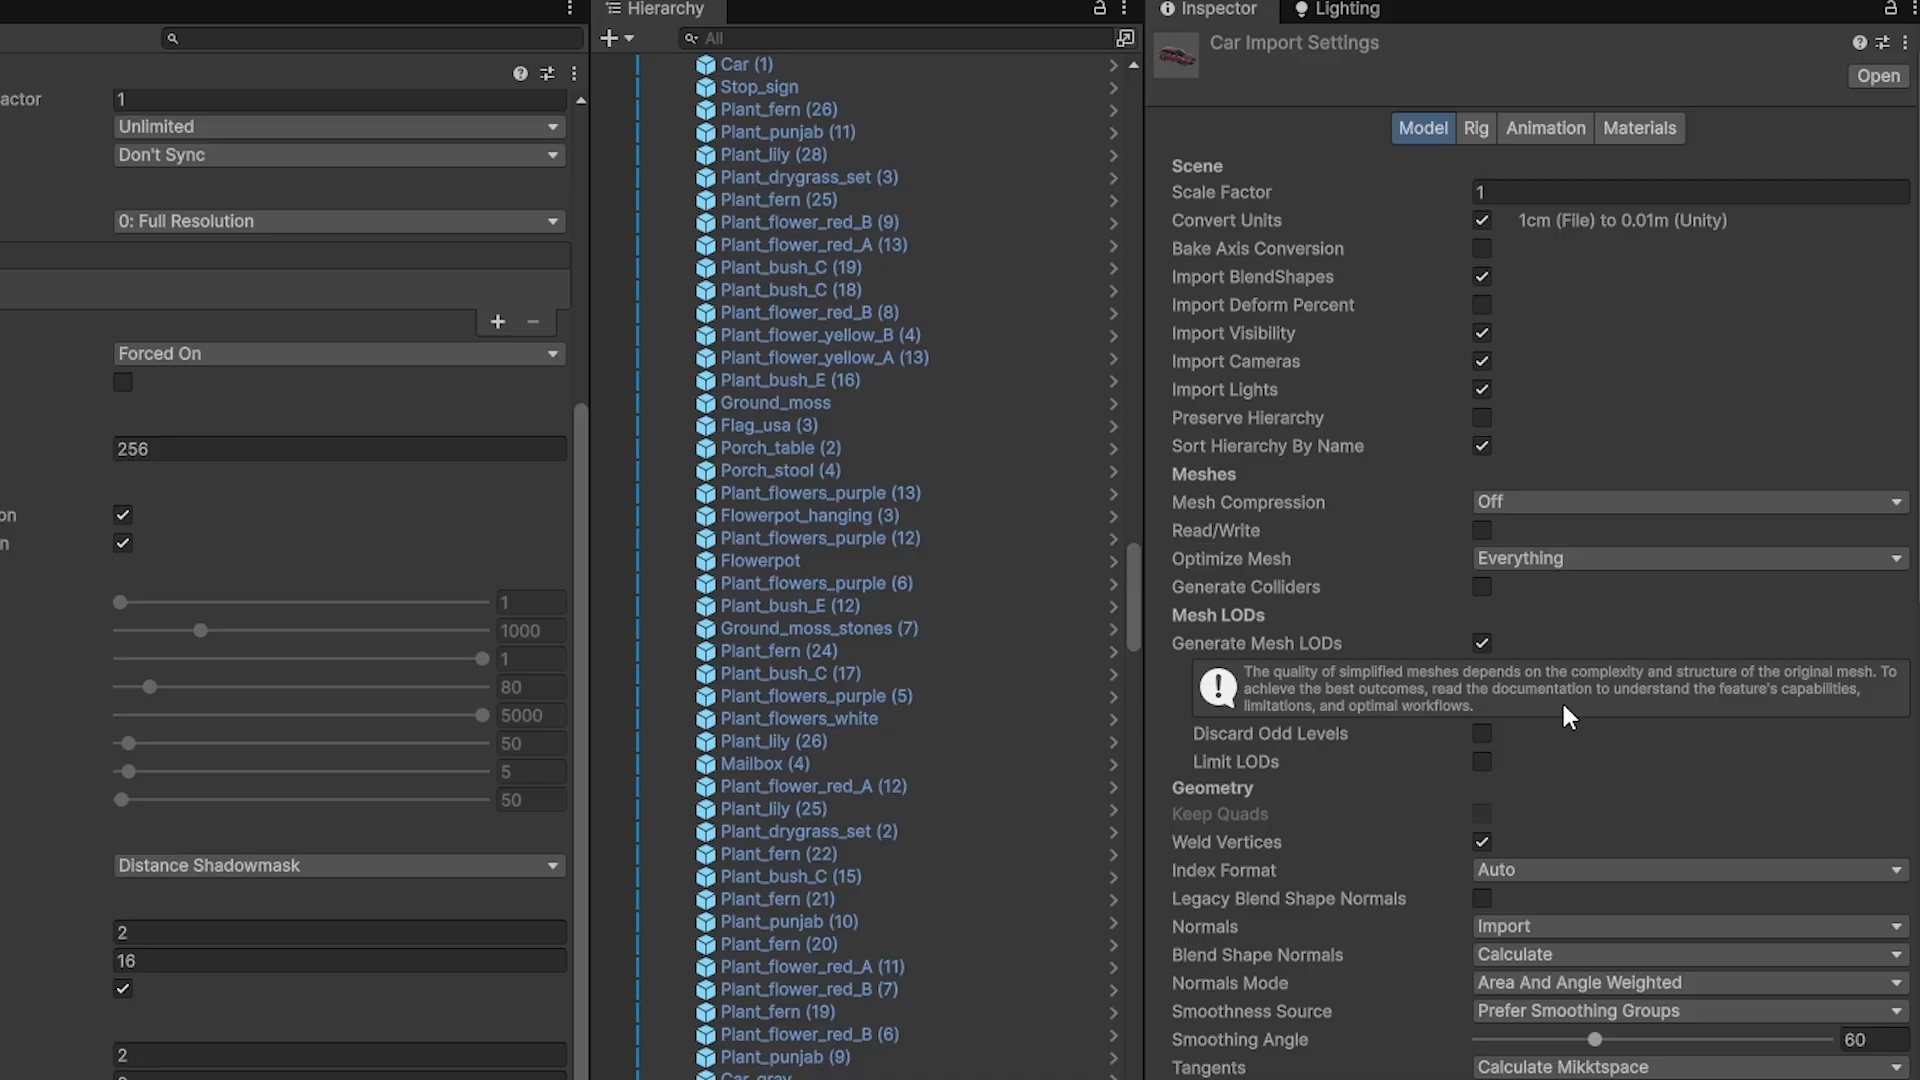 actor
1
Unlimited
Don't Sync
0: Full Resolution
Forced On
256
on
n
1
1000
1
80
5000
50
5
50
Distance Shadowmask
2
16
2
Hierarchy
All
Car (1)
Stop_sign
Plant_fern (26)
Plant_punjab (11)
Plant_lily (28)
Plant_drygrass_set (3)
Plant_fern (25)
Plant_flower_red_B (9)
Plant_flower_red_A (13)
Plant_bush_C (19)
Plant_bush_C (18)
Plant_flower_red_B (8)
Plant_flower_yellow_B (4)
Plant_flower_yellow_A (13)
Plant_bush_E (16)
Ground_moss
Flag_usa (3)
Porch_table (2)
Porch_stool (4)
Plant_flowers_purple (13)
Flowerpot_hanging (3)
Plant_flowers_purple (12)
Flowerpot
Plant_flowers_purple (6)
Plant_bush_E (12)
Ground_moss_stones (7)
Plant_fern (24)
Plant_bush_C (17)
Plant_flowers_purple (5)
Plant_flowers_white
Plant_lily (26)
Mailbox (4)
Plant_flower_red_A (12)
Plant_lily (25)
Plant_drygrass_set (2)
Plant_fern (22)
Plant_bush_C (15)
Plant_fern (21)
Plant_punjab (10)
Plant_fern (20)
Plant_flower_red_A (11)
Plant_flower_red_B (7)
Plant_fern (19)
Plant_flower_red_B (6)
Plant_punjab (9)
Car_gray
Inspector
Lighting
Car Import Settings
Open
Model Rig Animation Materials
Scene
Scale Factor 1
Convert Units 1cm (File) to 0.01m (Unity)
Bake Axis Conversion
Import BlendShapes
Import Deform Percent
Import Visibility
Import Cameras
Import Lights
Preserve Hierarchy
Sort Hierarchy By Name
Meshes
Mesh Compression Off
Read/Write
Optimize Mesh Everything
Generate Colliders
Mesh LODs
Generate Mesh LODs
The quality of simplified meshes depends on the complexity and structure of the original mesh. To
achieve the best outcomes, read the documentation to understand the feature's capabilities,
limitations, and optimal workflows.
Discard Odd Levels
Limit LODs
Geometry
Keep Quads
Weld Vertices
Index Format Auto
Legacy Blend Shape Normals
Normals Import
Blend Shape Normals Calculate
Normals Mode Area And Angle Weighted
Smoothness Source Prefer Smoothing Groups
Smoothing Angle 60
Tangents Calculate Mikktspace